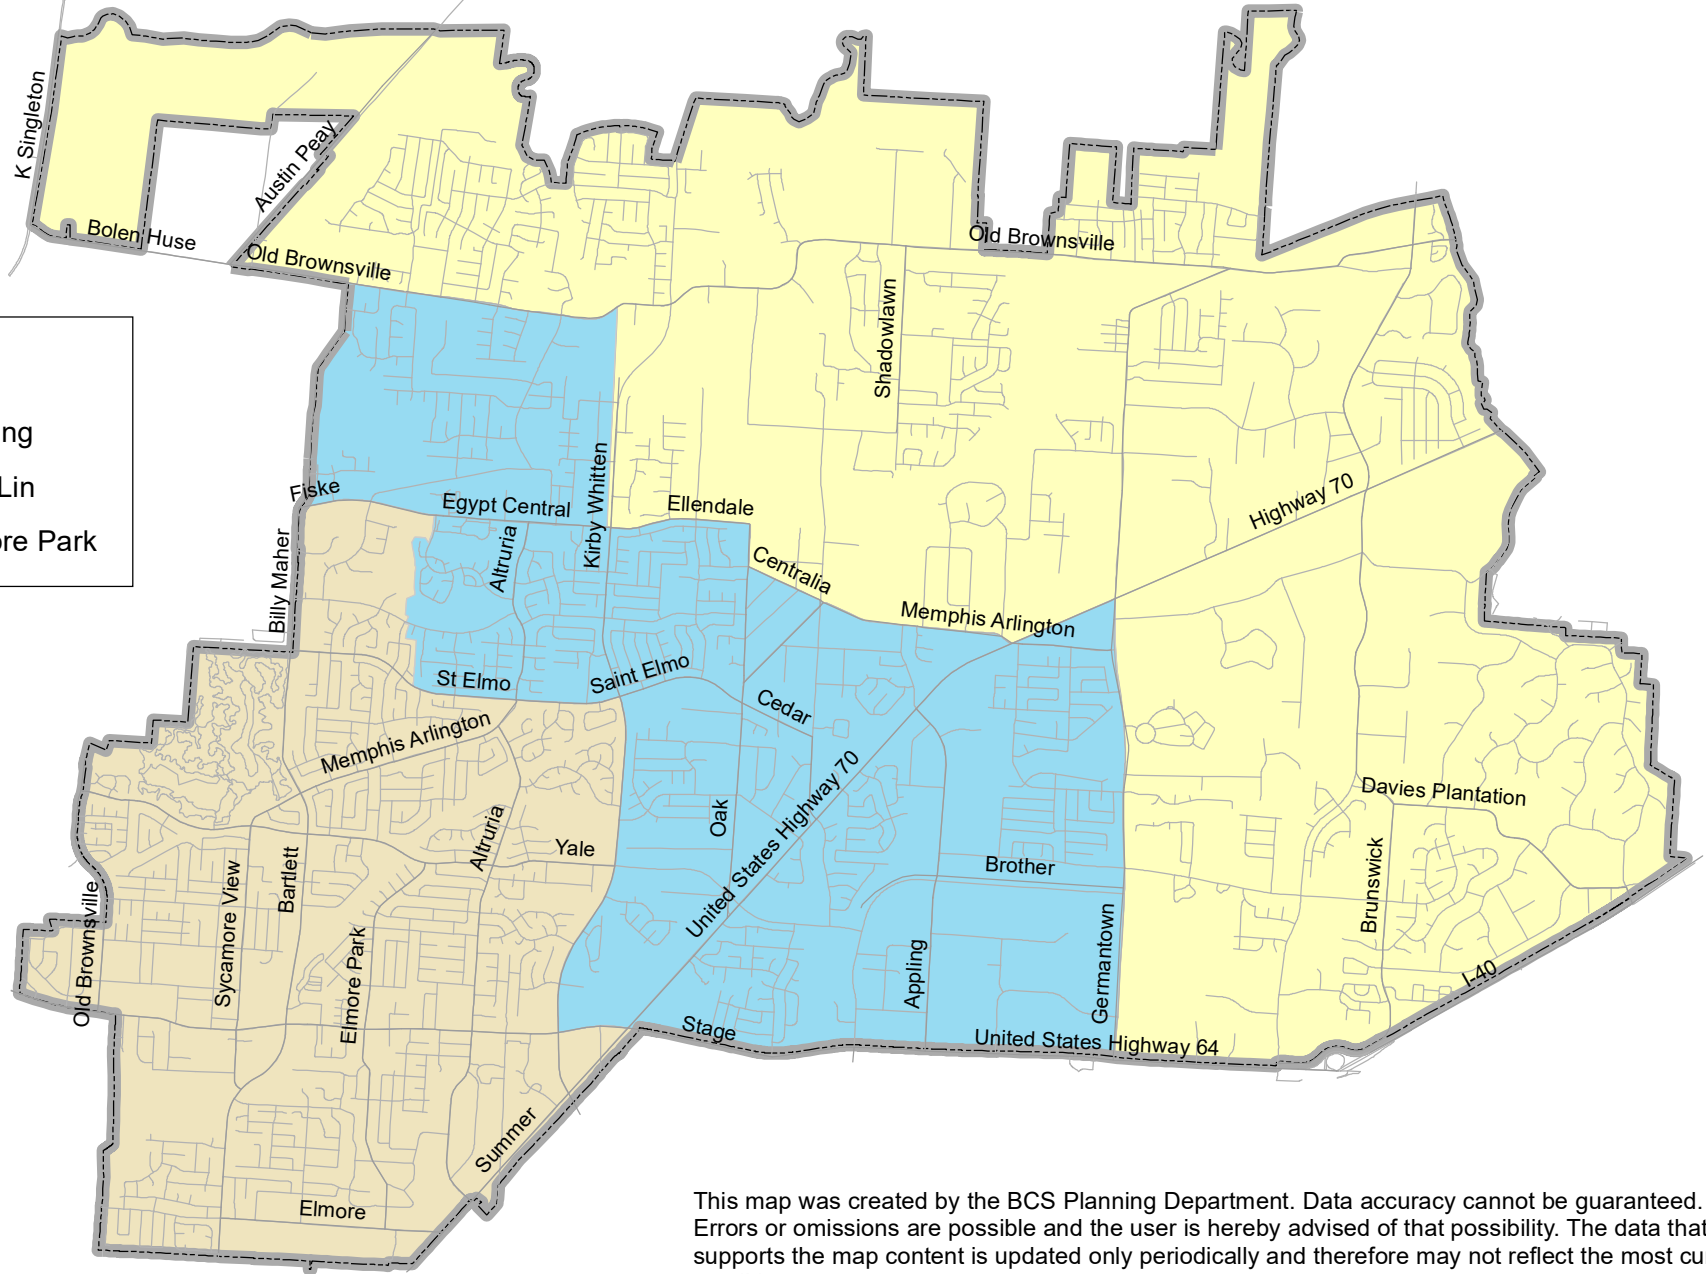 K Singleton
Austin Peay
Bolen Huse
Old Brownsville
Old Brownsville
Shadowlawn
ng
Lin
re Park
Fiske
Egypt Central
Kirby Whitten
Ellendale
Highway 70
Altruria
Billy Maher
Centralia
Memphis Arlington
St Elmo
Saint Elmo
Cedar
Memphis Arlington
United States Highway 70
Davies Plantation
Oak
Altruria
Yale
Brother
Brunswick
Bartlett
Sycamore View
Old Brownsville
Elmore Park
Appling
Germantown
I-40
Stage
United States Highway 64
Summer
Elmore
This map was created by the BCS Planning Department. Data accuracy cannot be guaranteed.
Errors or omissions are possible and the user is hereby advised of that possibility. The data that
supports the map content is updated only periodically and therefore may not reflect the most cu